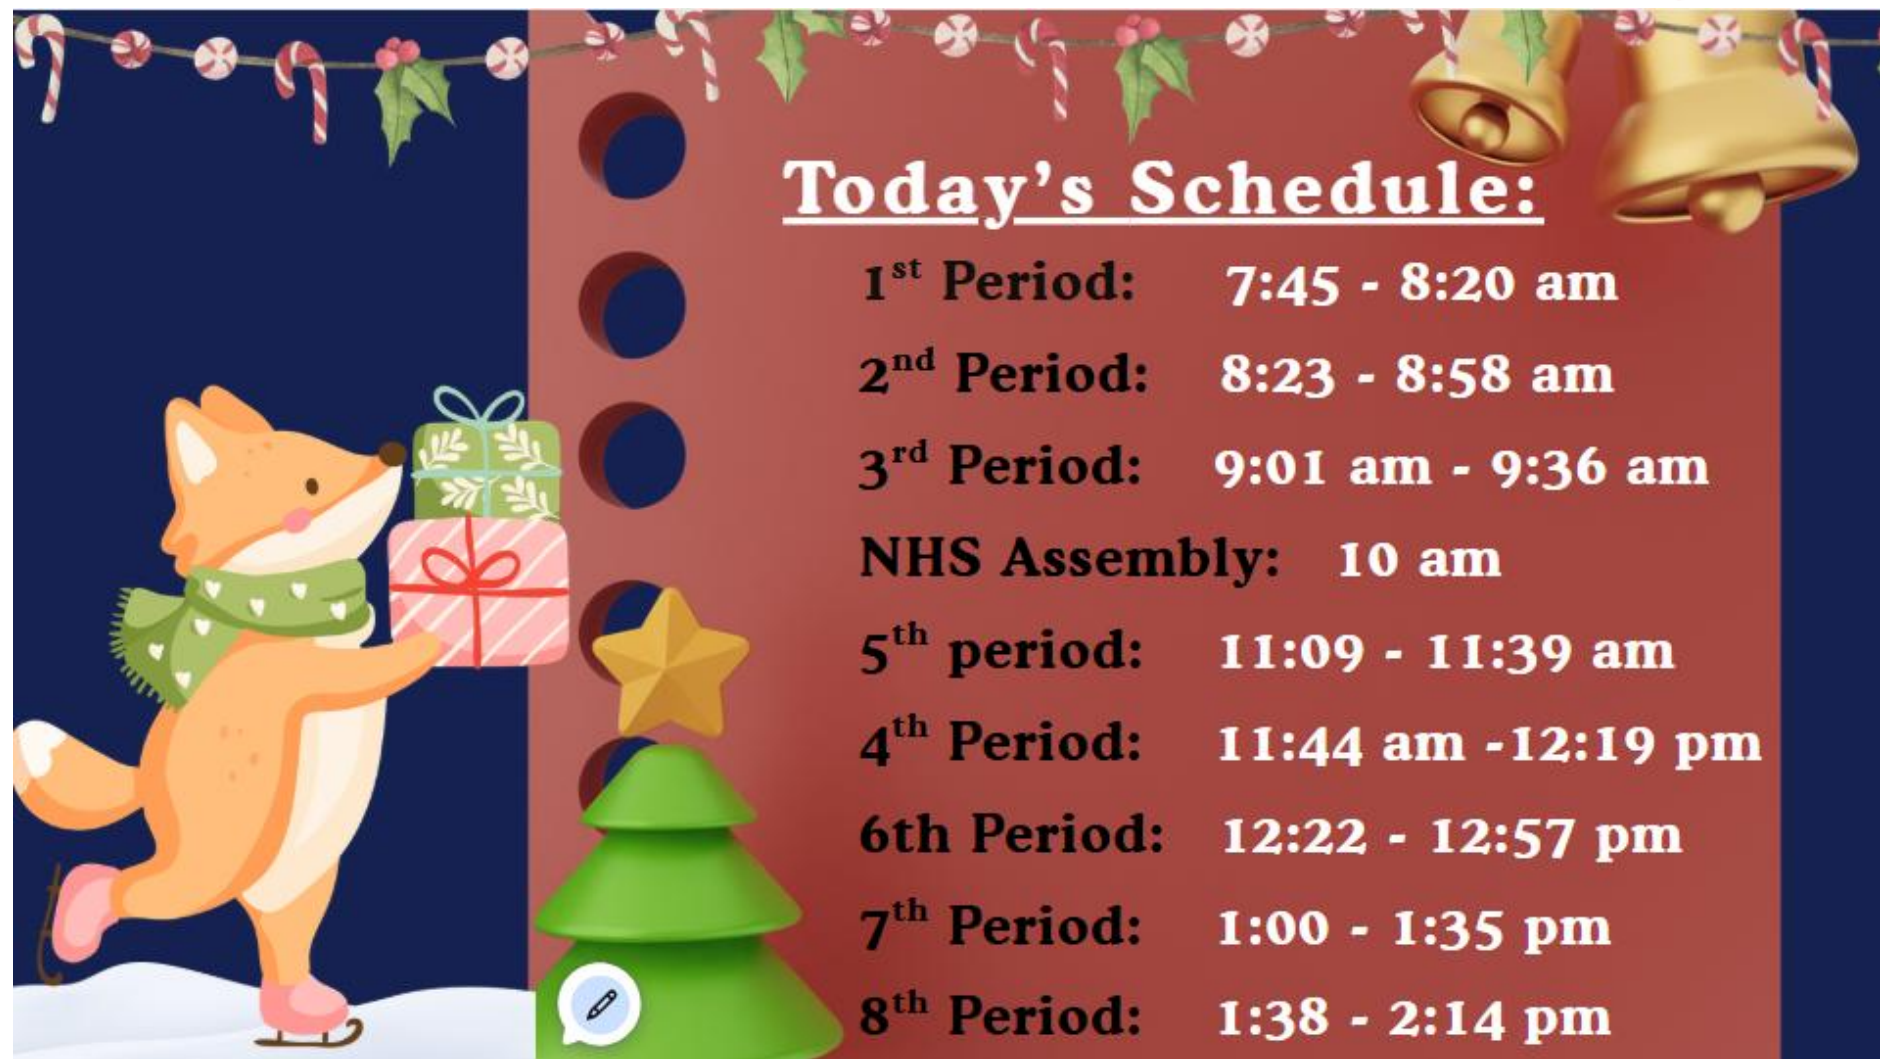 Today's Schedule:
1st Period: 7:45 - 8:20 am
2nd Period: 8:23 - 8:58 am
3rd Period: 9:01 am - 9:36 am
NHS Assembly: 10 am
5th period: 11:09 - 11:39 am
4th Period: 11:44 am -12:19 pm
6th Period: 12:22 - 12:57 pm
7th Period: 1:00 - 1:35 pm
8th Period: 1:38 - 2:14 pm